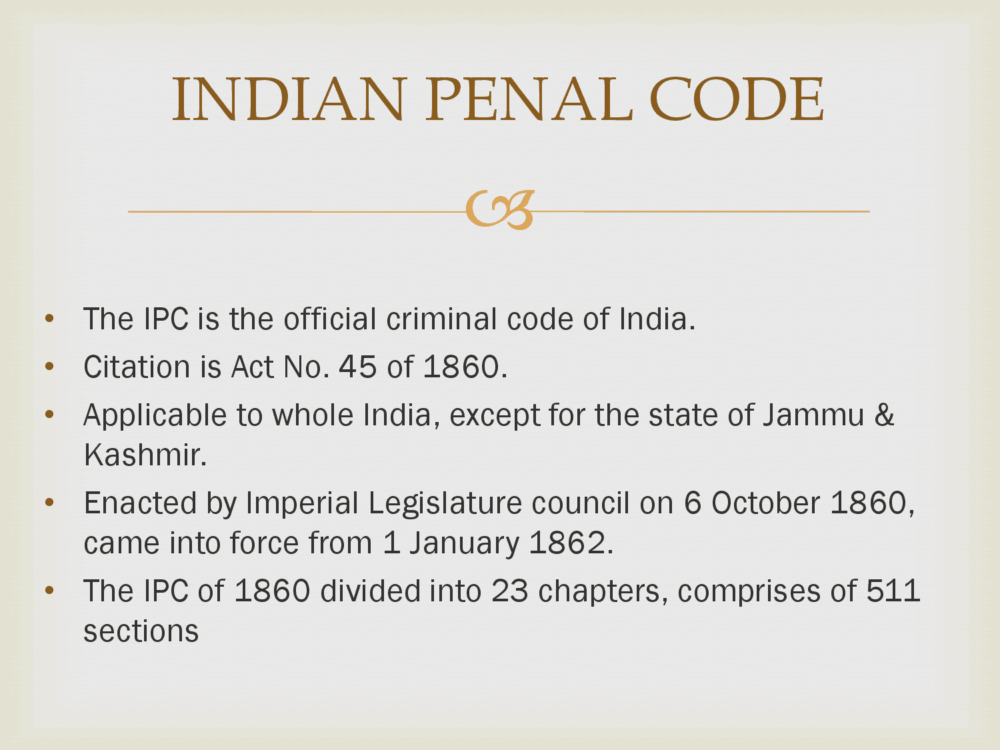 INDIAN PENAL CODE
• The IPC is the official criminal code of India.
• Citation is Act No. 45 of 1860.
• Applicable to whole India, except for the state of Jammu &
Kashmir.
• Enacted by Imperial Legislature council on 6 October 1860,
came into force from 1 January 1862.
• The IPC of 1860 divided into 23 chapters, comprises of 511
sections